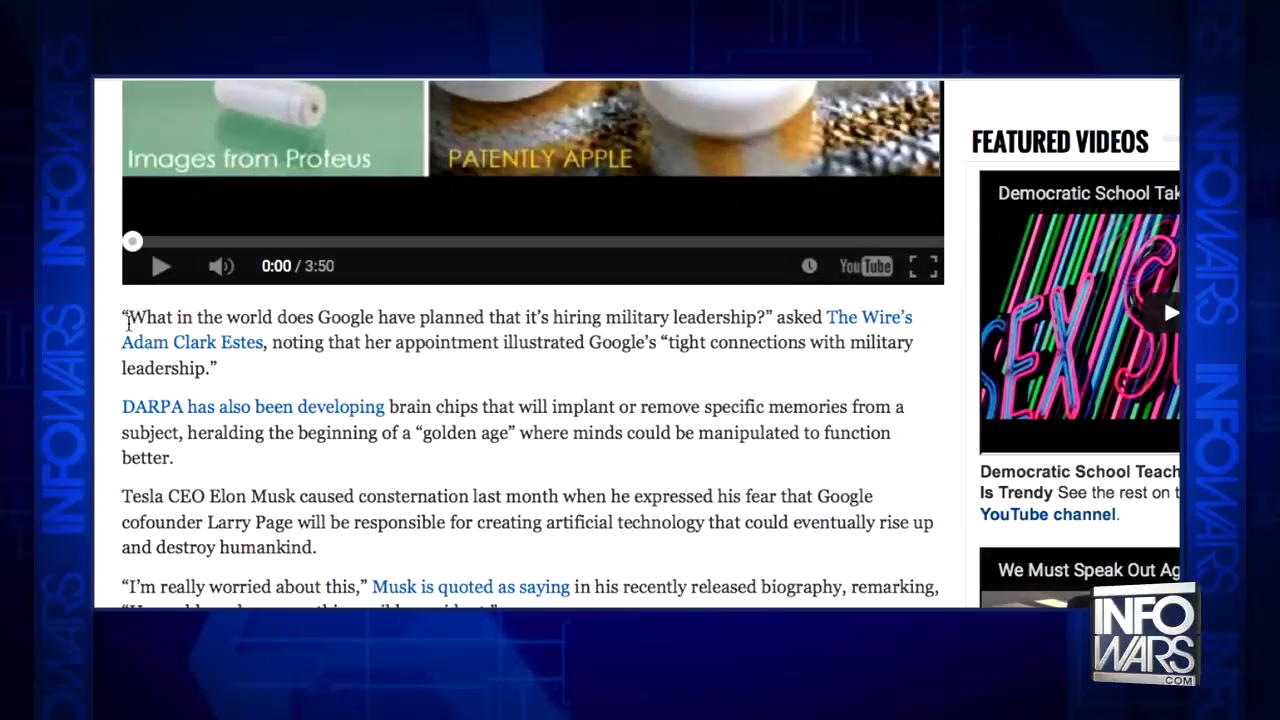 Images from Proteus
PATENTLY APPLE
0:00 / 3:50
YouTube
“What in the world does Google have planned that it’s hiring military leadership?” asked The Wire’s
Adam Clark Estes, noting that her appointment illustrated Google’s “tight connections with military
leadership.”
DARPA has also been developing brain chips that will implant or remove specific memories from a
subject, heralding the beginning of a “golden age” where minds could be manipulated to function
better.
Tesla CEO Elon Musk caused consternation last month when he expressed his fear that Google
cofounder Larry Page will be responsible for creating artificial technology that could eventually rise up
and destroy humankind.
“I’m really worried about this,” Musk is quoted as saying in his recently released biography, remarking,
FEATURED VIDEOS
Democratic School Tak
SEX S
Democratic School Teach
Is Trendy See the rest on t
YouTube channel.
We Must Speak Out Ag
INFOWARS
INFOWARS
INFOWARS
INFOWARS
INFOWARS
INFO
WARS
.COM